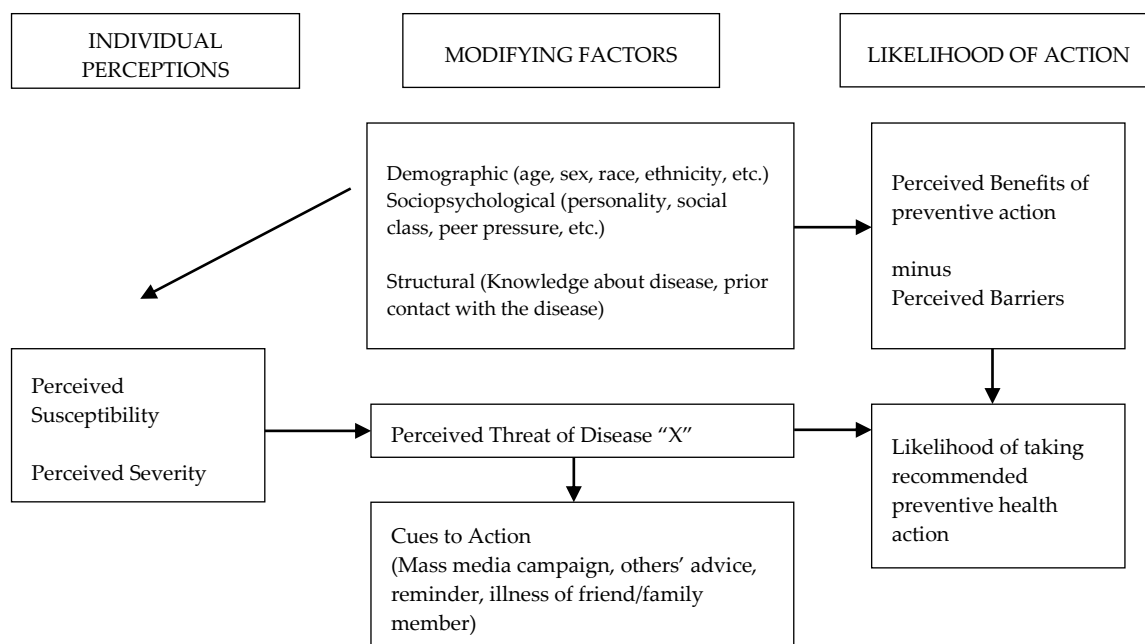 INDIVIDUAL
PERCEPTIONS
MODIFYING FACTORS
LIKELIHOOD OF ACTION
Demographic (age, sex, race, ethnicity, etc.)
Sociopsychological (personality, social
class, peer pressure, etc.)
Structural (Knowledge about disease, prior
contact with the disease)
Perceived Benefits of
preventive action
minus
Perceived Barriers
Perceived
Susceptibility
Perceived Severity
Perceived Threat of Disease “X”
Likelihood of taking
recommended
preventive health
action
Cues to Action
(Mass media campaign, others’ advice,
reminder, illness of friend/family
member)